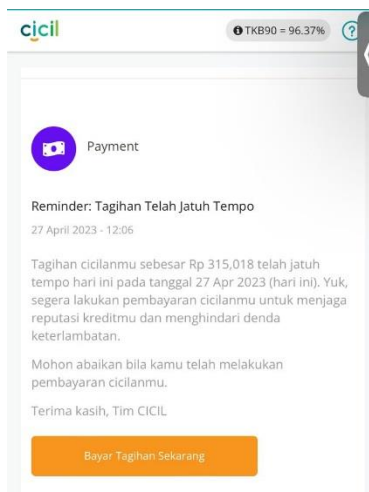 cicil
TKB90 = 96.37%
Payment
Reminder: Tagihan Telah Jatuh Tempo
27 April 2023 - 12:06
Tagihan cicilanmu sebesar Rp 315,018 telah jatuh
tempo hari ini pada tanggal 27 Apr 2023 (hari ini). Yuk,
segera lakukan pembayaran cicilanmu untuk menjaga
reputasi kreditmu dan menghindari denda
keterlambatan.
Mohon abaikan bila kamu telah melakukan
pembayaran cicilanmu.
Terima kasih, Tim CICIL
Bayar Tagihan Sekarang